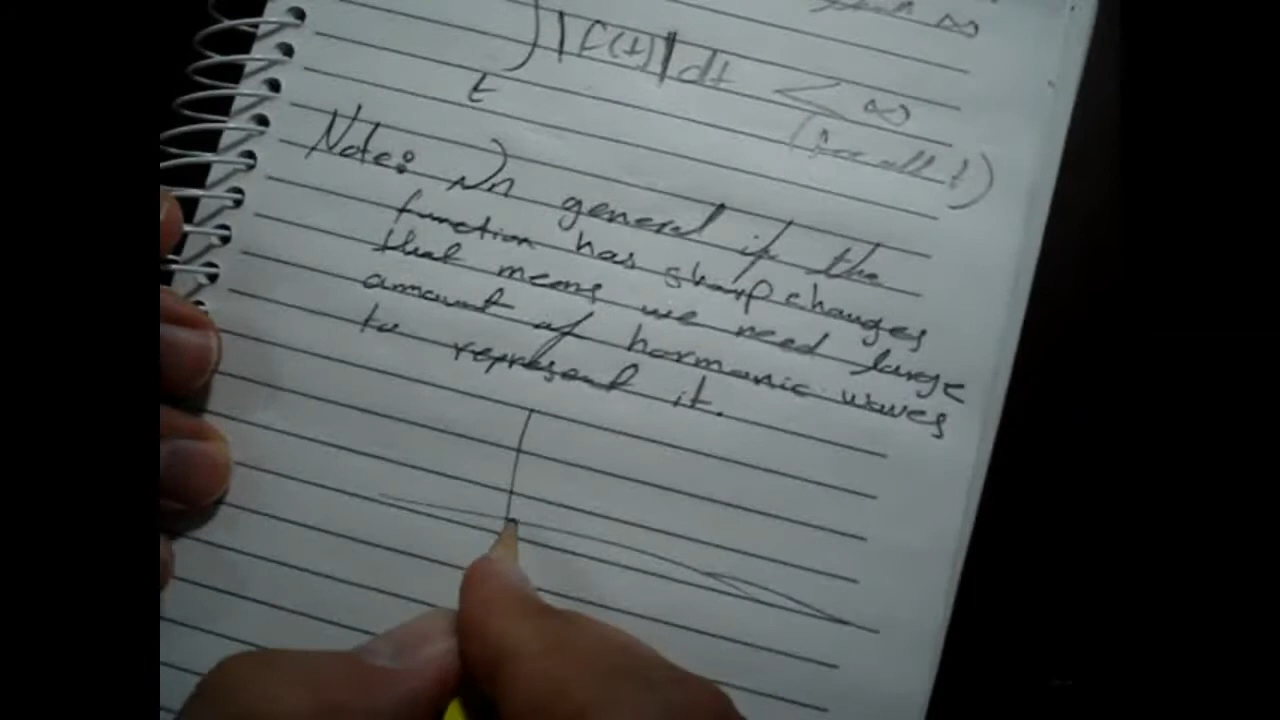 ∞
∫ |f(t)| dt < ∞
t
(for all t)
Note: In general if the
function has sharp changes
that means we need large
amount of harmonic waves
to represent it.